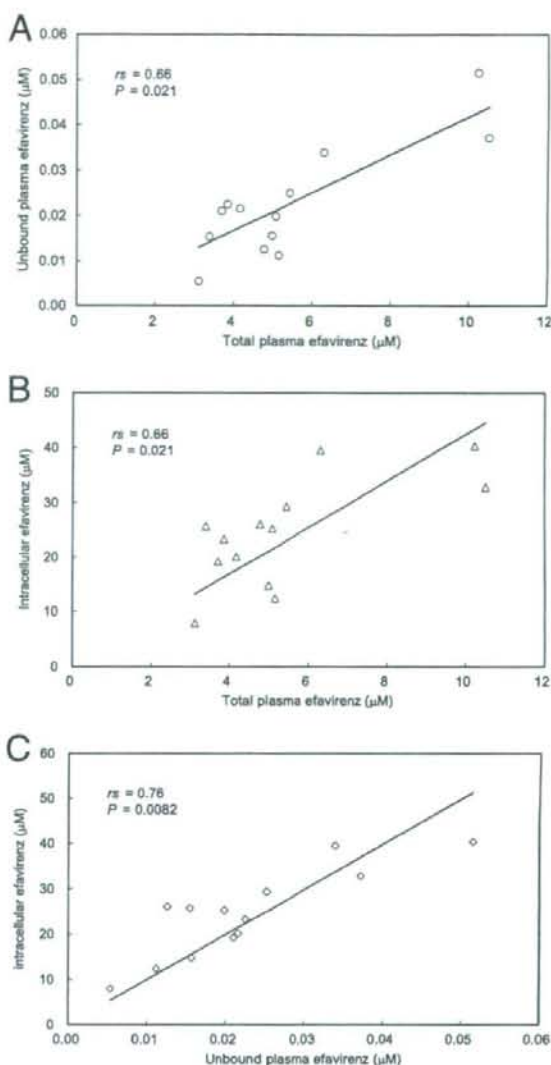 A
0.06
0.05
0.04
0.03
0.02
0.01
0.00
Unbound plasma efavirenz (μM)
rs = 0.66
P = 0.021
0 2 4 6 8 10 12
Total plasma efavirenz (μM)
B
50
40
30
20
10
0
Intracellular efavirenz (μM)
rs = 0.66
P = 0.021
0 2 4 6 8 10 12
Total plasma efavirenz (μM)
C
60
50
40
30
20
10
0
intracellular efavirenz (μM)
rs = 0.76
P = 0.0082
0.00 0.01 0.02 0.03 0.04 0.05 0.06
Unbound plasma efavirenz (μM)